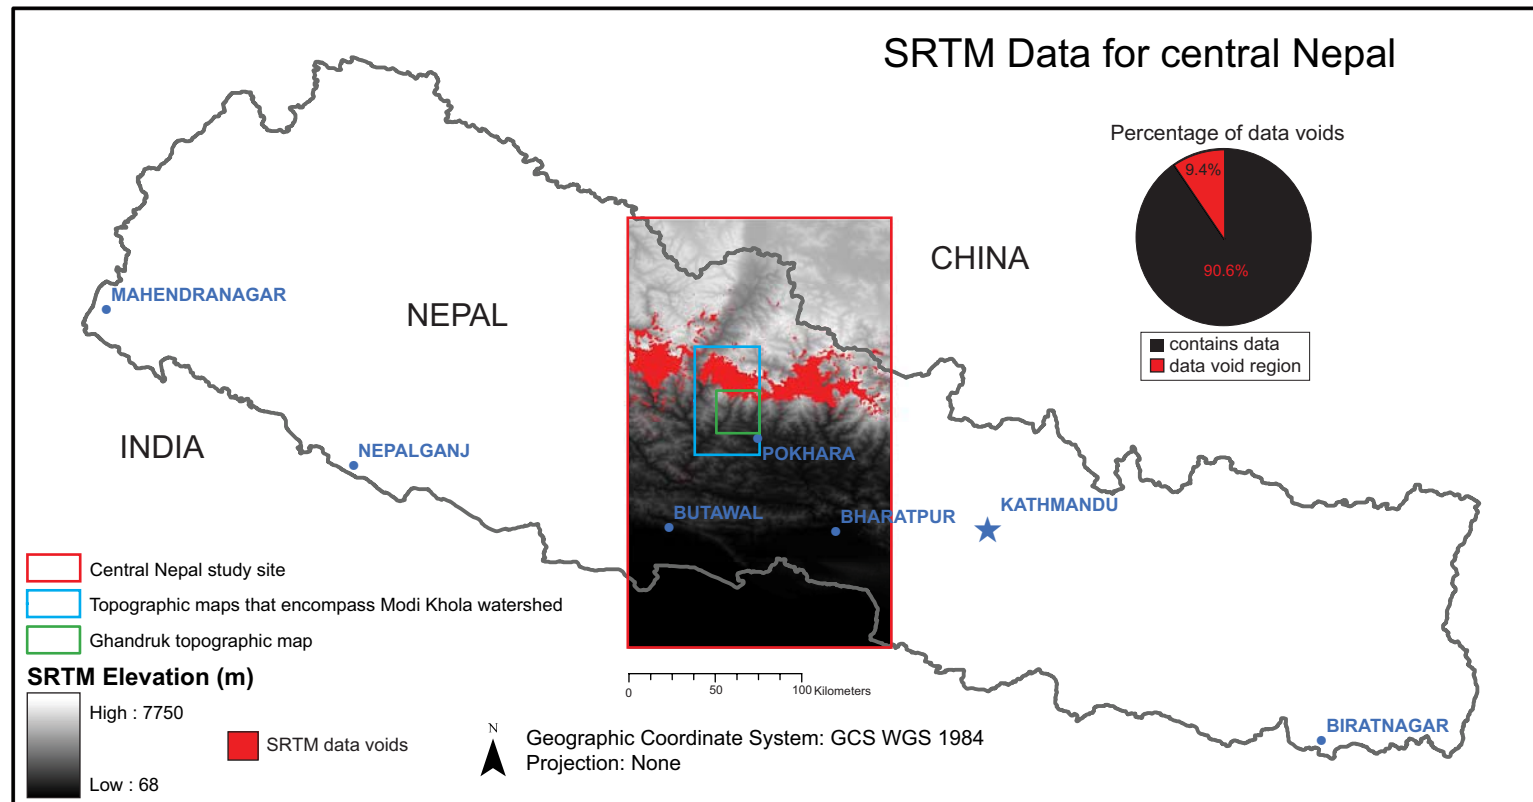 SRTM Data for central Nepal
Percentage of data voids
9.4%
90.6%
contains data
data void region
CHINA
NEPAL
INDIA
MAHENDRANAGAR
NEPALGANJ
POKHARA
BUTAWAL
BHARATPUR
KATHMANDU
BIRATNAGAR
Central Nepal study site
Topographic maps that encompass Modi Khola watershed
Ghandruk topographic map
SRTM Elevation (m)
High : 7750
Low : 68
SRTM data voids
0 50 100 Kilometers
N
Geographic Coordinate System: GCS WGS 1984
Projection: None